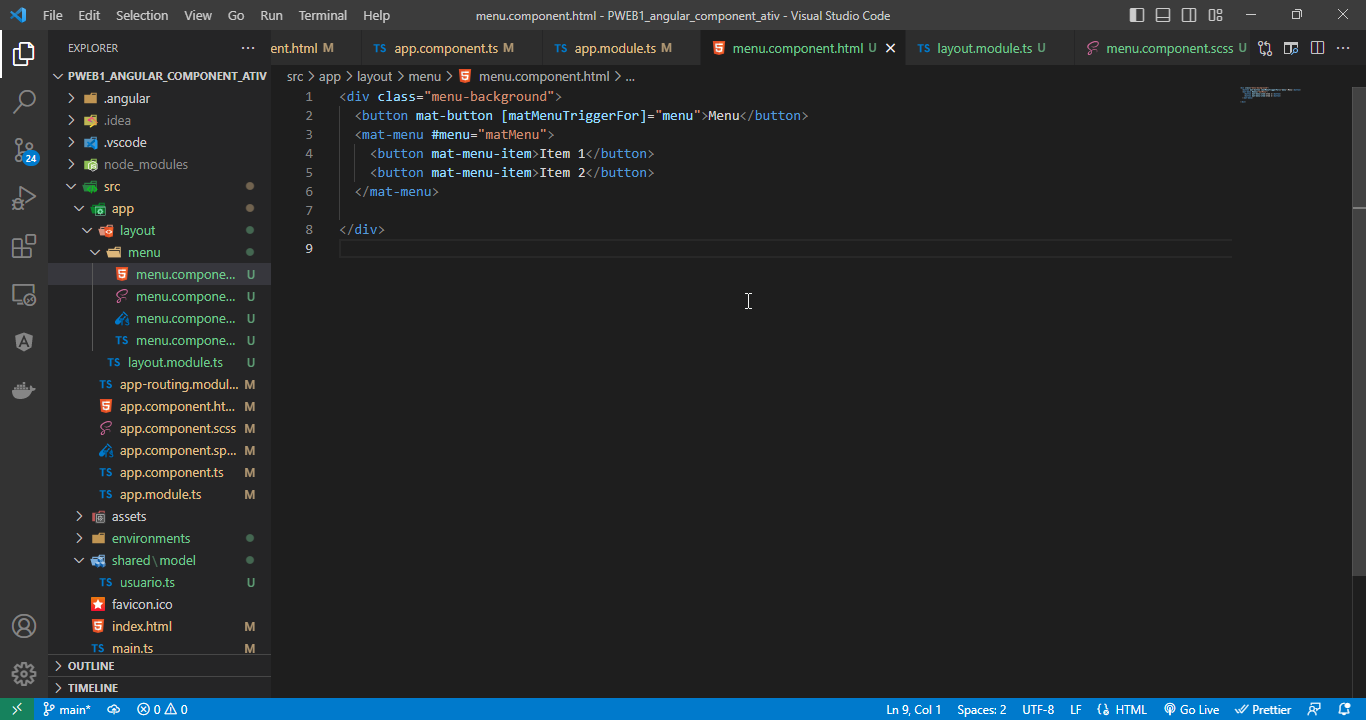 File Edit Selection View Go Run Terminal Help menu.component.html - PWEB1_angular_component_ativ - Visual Studio Code
EXPLORER
ent.html M TS app.component.ts M TS app.module.ts M menu.component.html U TS layout.module.ts U menu.component.scss U
PWEB1_ANGULAR_COMPONENT_ATIV
src > app > layout > menu > menu.component.html > ...
.angular
.idea
.vscode
node_modules
src
app
layout
menu
menu.compone... U
menu.compone... U
menu.compone... U
TS menu.compone... U
TS layout.module.ts U
TS app-routing.modul... M
app.component.ht... M
app.component.scss M
app.component.sp... M
TS app.component.ts M
TS app.module.ts M
assets
environments
shared\model
TS usuario.ts U
favicon.ico
index.html M
TS main.ts M
OUTLINE
TIMELINE
24
1 <div class="menu-background">
2 <button mat-button [matMenuTriggerFor]="menu">Menu</button>
3 <mat-menu #menu="matMenu">
4 <button mat-menu-item>Item 1</button>
5 <button mat-menu-item>Item 2</button>
6 </mat-menu>
7
8 </div>
9
main* 0 0 Ln 9, Col 1 Spaces: 2 UTF-8 LF HTML Go Live Prettier